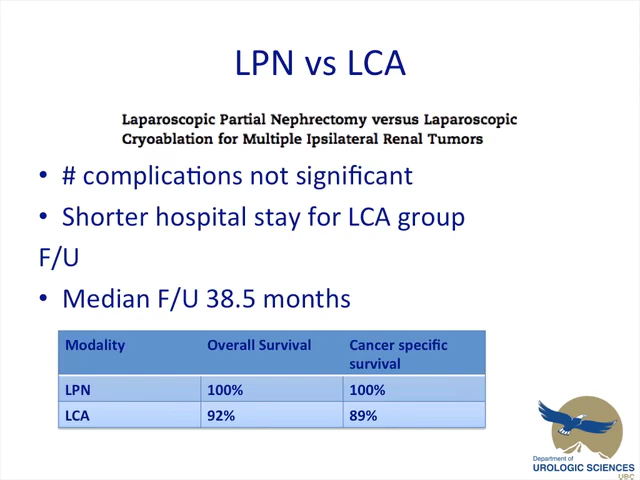 LPN vs LCA
Laparoscopic Partial Nephrectomy versus Laparoscopic
Cryoablation for Multiple Ipsilateral Renal Tumors
• # complications not significant
• Shorter hospital stay for LCA group
F/U
• Median F/U 38.5 months
Modality Overall Survival Cancer specific
survival
LPN 100% 100%
LCA 92% 89%
Department of
UROLOGIC SCIENCES
UBC